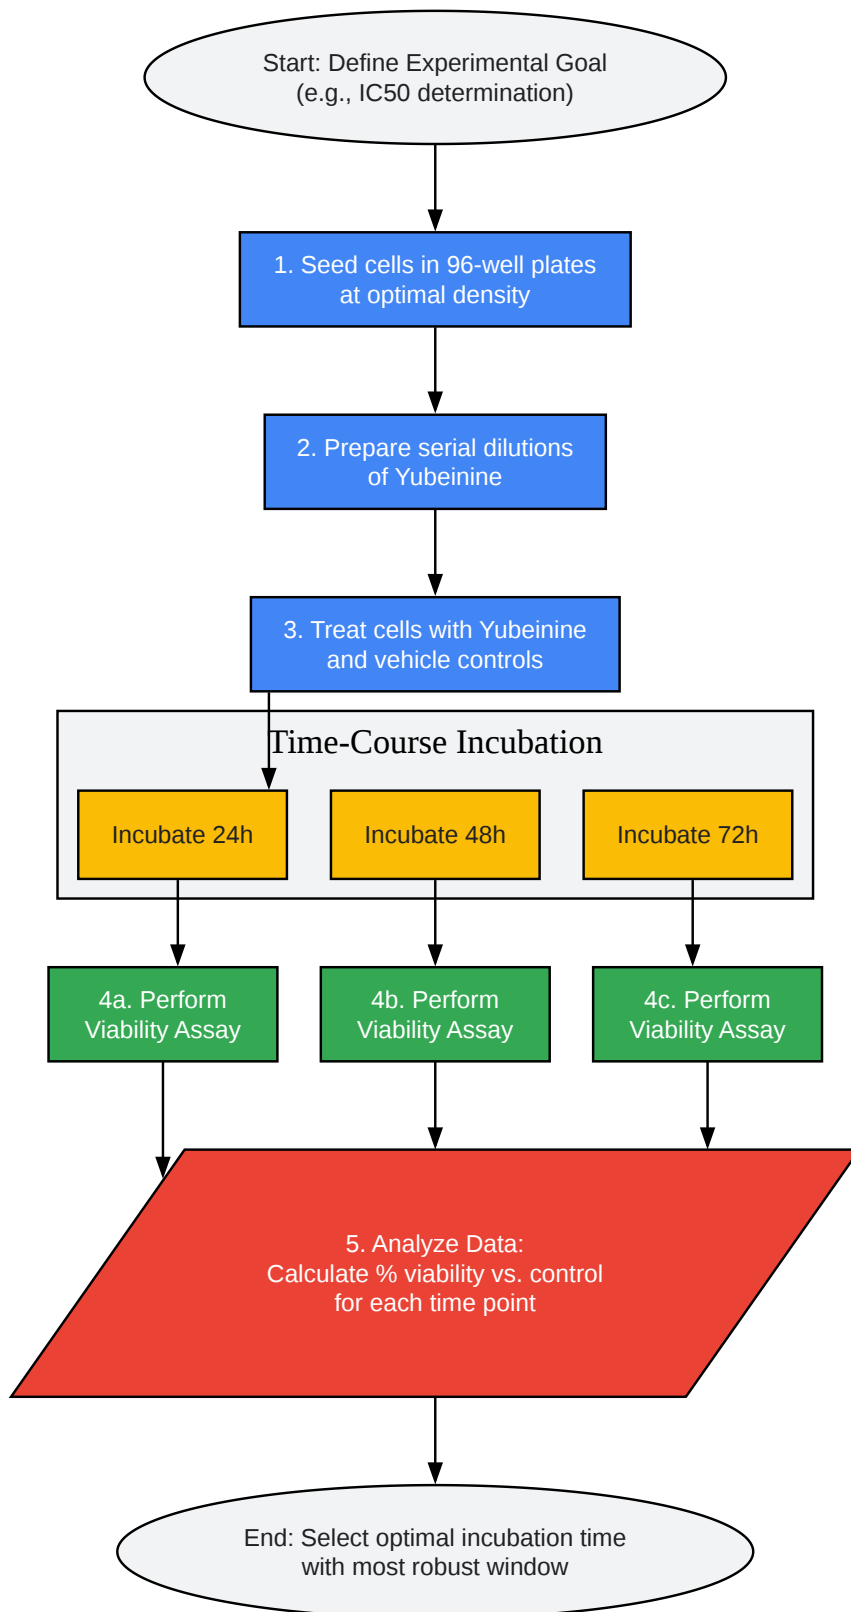 Start: Define Experimental Goal
(e.g., IC50 determination)
1. Seed cells in 96-well plates
at optimal density
2. Prepare serial dilutions
of Yubeinine
3. Treat cells with Yubeinine
and vehicle controls
Time-Course Incubation
Incubate 24h
Incubate 48h
Incubate 72h
4a. Perform
Viability Assay
4b. Perform
Viability Assay
4c. Perform
Viability Assay
5. Analyze Data:
Calculate % viability vs. control
for each time point
End: Select optimal incubation time
with most robust window